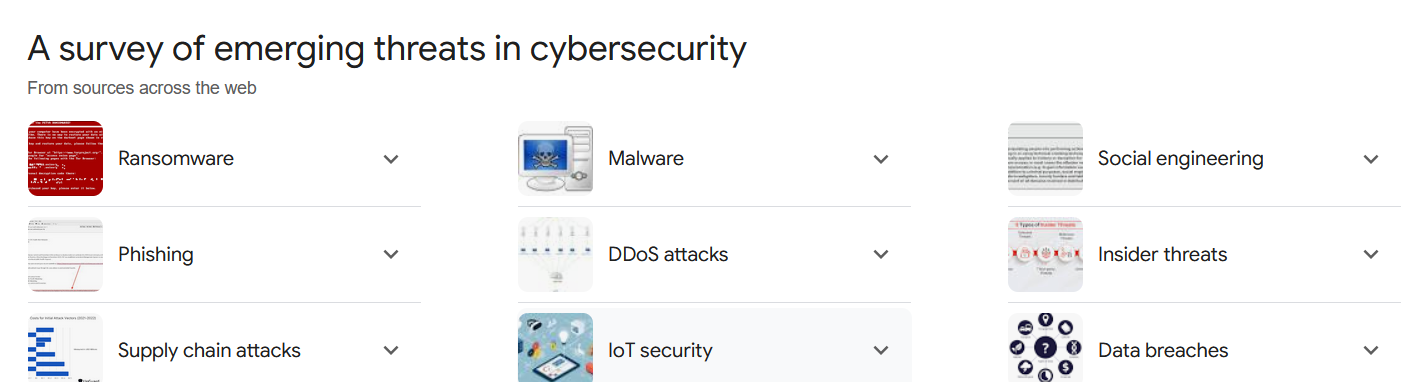 A survey of emerging threats in cybersecurity
From sources across the web
Ransomware
Malware
Social engineering
Phishing
DDoS attacks
Insider threats
Supply chain attacks
IoT security
Data breaches